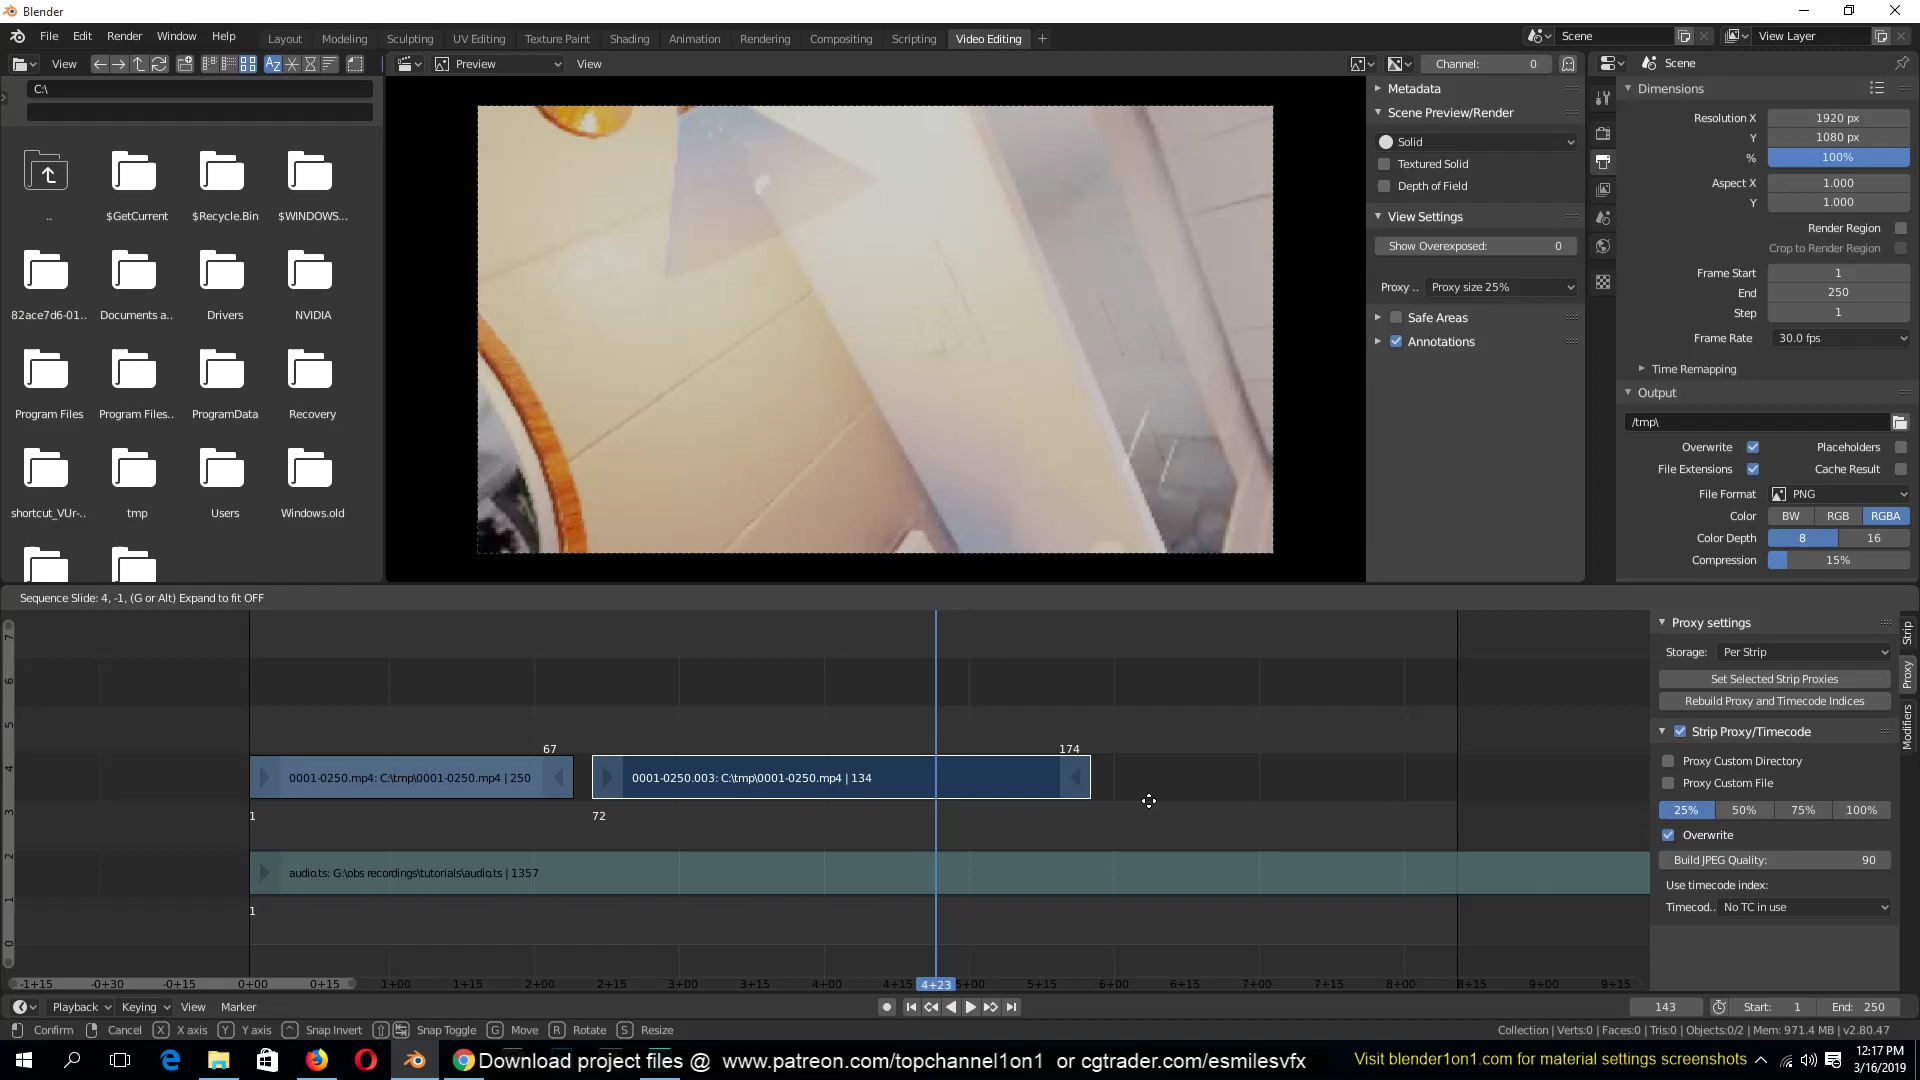 Blender
File Edit Render Window Help Layout Modeling Sculpting UV Editing Texture Paint Shading Animation Rendering Compositing Scripting Video Editing + Scene View Layer
View Preview View Channel: 0 Scene
C:\
.. $GetCurrent $Recycle.Bin $WINDOWS...
82ace7d6-01.. Documents a.. Drivers NVIDIA
Program Files Program Files.. ProgramData Recovery
shortcut_VUr-.. tmp Users Windows.old
Metadata
Scene Preview/Render
Solid
Textured Solid
Depth of Field
View Settings
Show Overexposed: 0
Proxy .. Proxy size 25%
Safe Areas
Annotations
Dimensions
Resolution X 1920 px
Y 1080 px
% 100%
Aspect X 1.000
Y 1.000
Render Region
Crop to Render Region
Frame Start 1
End 250
Step 1
Frame Rate 30.0 fps
Time Remapping
Output
/tmp\
Overwrite Placeholders
File Extensions Cache Result
File Format PNG
Color BW RGB RGBA
Color Depth 8 16
Compression 15%
Sequence Slide: 4, -1, (G or Alt) Expand to fit OFF
7
6
5
4
3
2
1
0
67 174
0001-0250.mp4: C:\tmp\0001-0250.mp4 | 250 0001-0250.003: C:\tmp\0001-0250.mp4 | 134
1 72
audio.ts: G:\obs recordings\tutorials\audio.ts | 1357
1
-1+15 -0+30 -0+15 0+00 0+15 1+00 1+15 2+00 2+15 3+00 3+15 4+00 4+15 4+23 5+00 5+15 6+00 6+15 7+00 7+15 8+00 8+15 9+00 9+15
Proxy settings
Storage: Per Strip
Set Selected Strip Proxies
Rebuild Proxy and Timecode Indices
Strip Proxy/Timecode
Proxy Custom Directory
Proxy Custom File
25% 50% 75% 100%
Overwrite
Build JPEG Quality: 90
Use timecode index:
Timecod.. No TC in use
Strip
Proxy
Modifiers
Playback Keying View Marker 143 Start: 1 End: 250
Confirm Cancel X X axis Y Y axis ^ Snap Invert Snap Toggle G Move R Rotate S Resize Collection | Verts:0 | Faces:0 | Tris:0 | Objects:0/2 | Mem: 971.4 MB | v2.80.47
Download project files @ www.patreon.com/topchannel1on1 or cgtrader.com/esmilesvfx Visit blender1on1.com for material settings screenshots 12:17 PM
3/16/2019